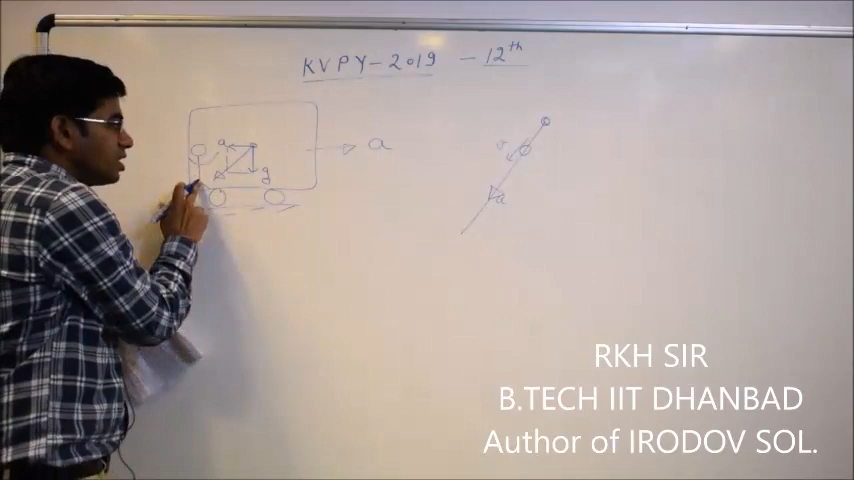 KVPY-2019 - 12th
a
a
g
v
a
RKH SIR
B.TECH IIT DHANBAD
Author of IRODOV SOL.